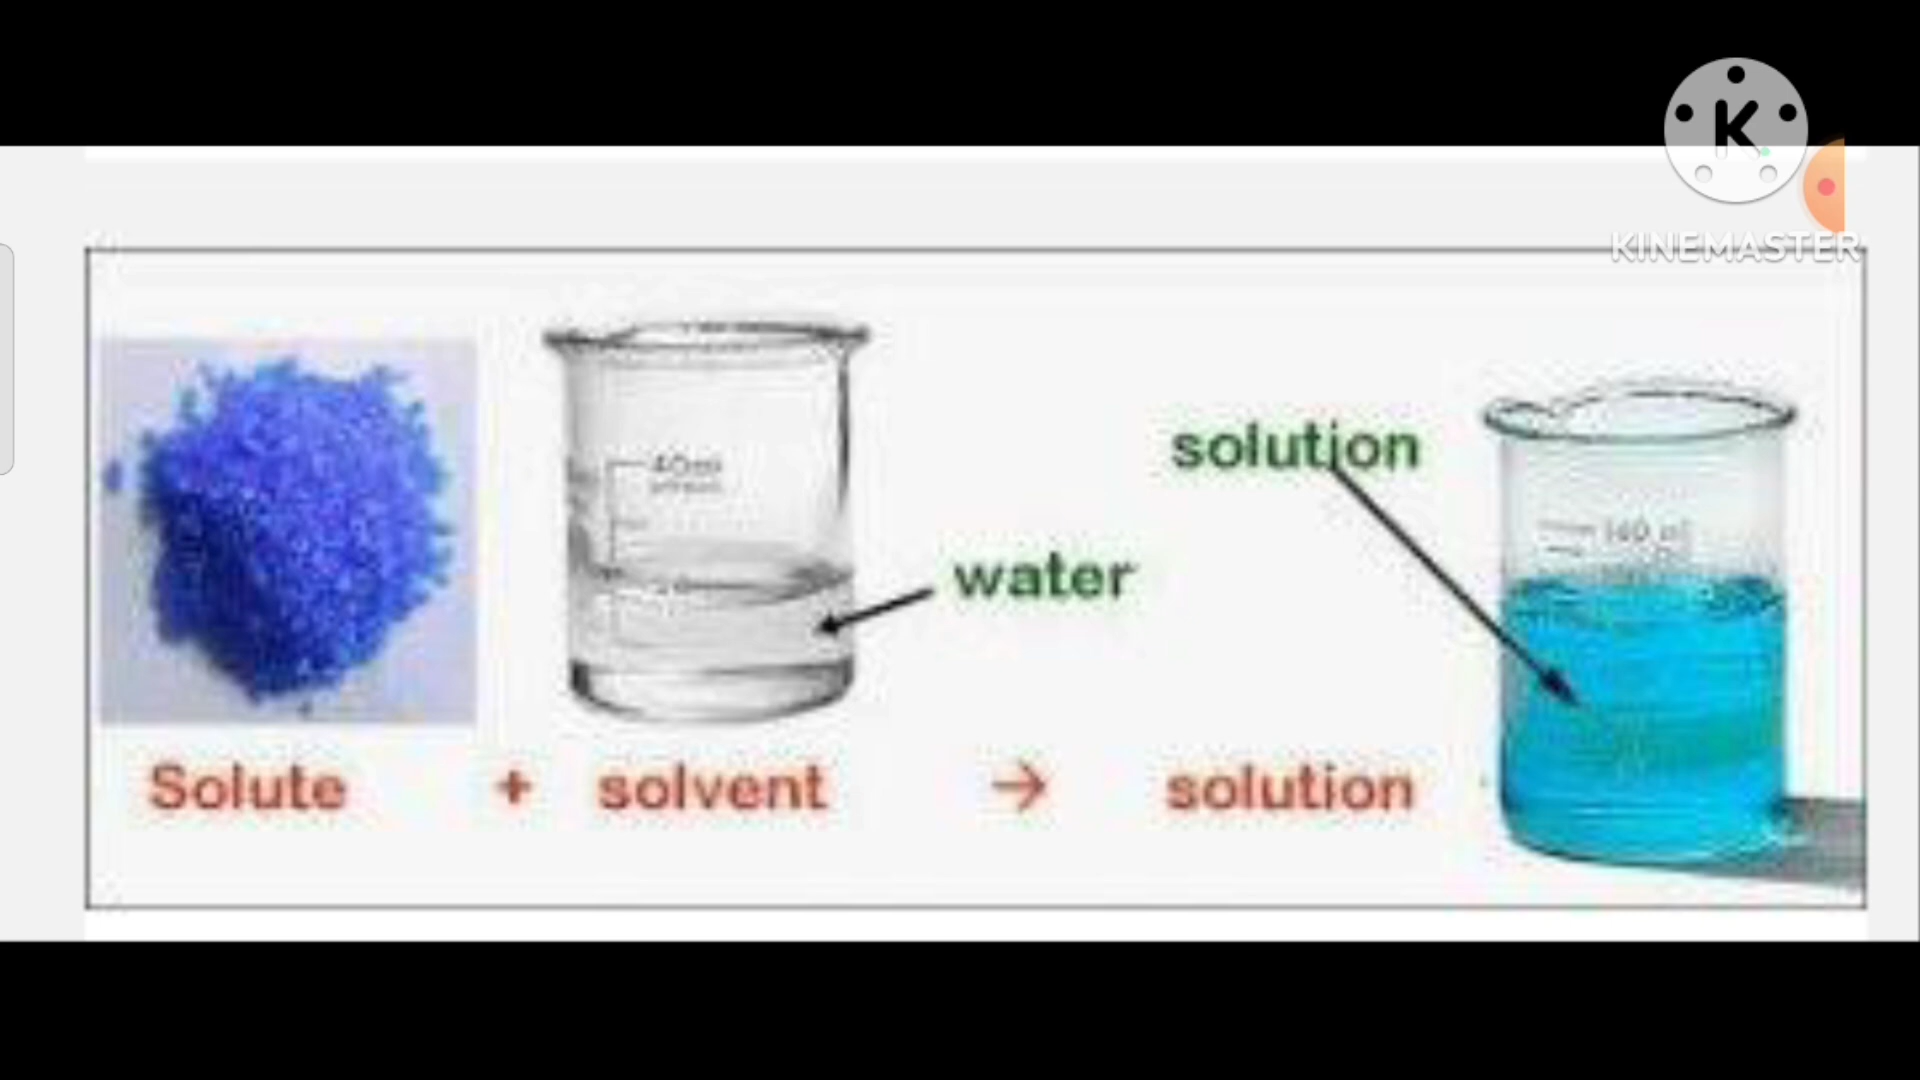 K
KINEMASTER
solution
water
Solute + solvent → solution